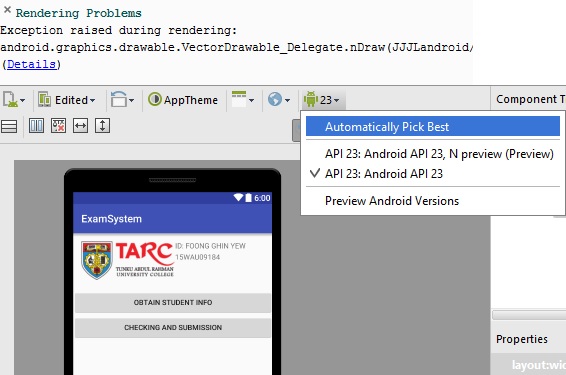 Rendering Problems
Exception raised during rendering:
android.graphics.drawable.VectorDrawable_Delegate.nDraw(JJJLandroid/
(Details)
Edited
AppTheme
23
Component T
Automatically Pick Best
API 23: Android API 23, N preview (Preview)
API 23: Android API 23
Preview Android Versions
6:00
ExamSystem
TARC
TUNKU ABDUL RAHMAN
UNIVERSITY COLLEGE
ID: FOONG GHIN YEW
15WAU09184
OBTAIN STUDENT INFO
CHECKING AND SUBMISSION
Properties
layout:wid